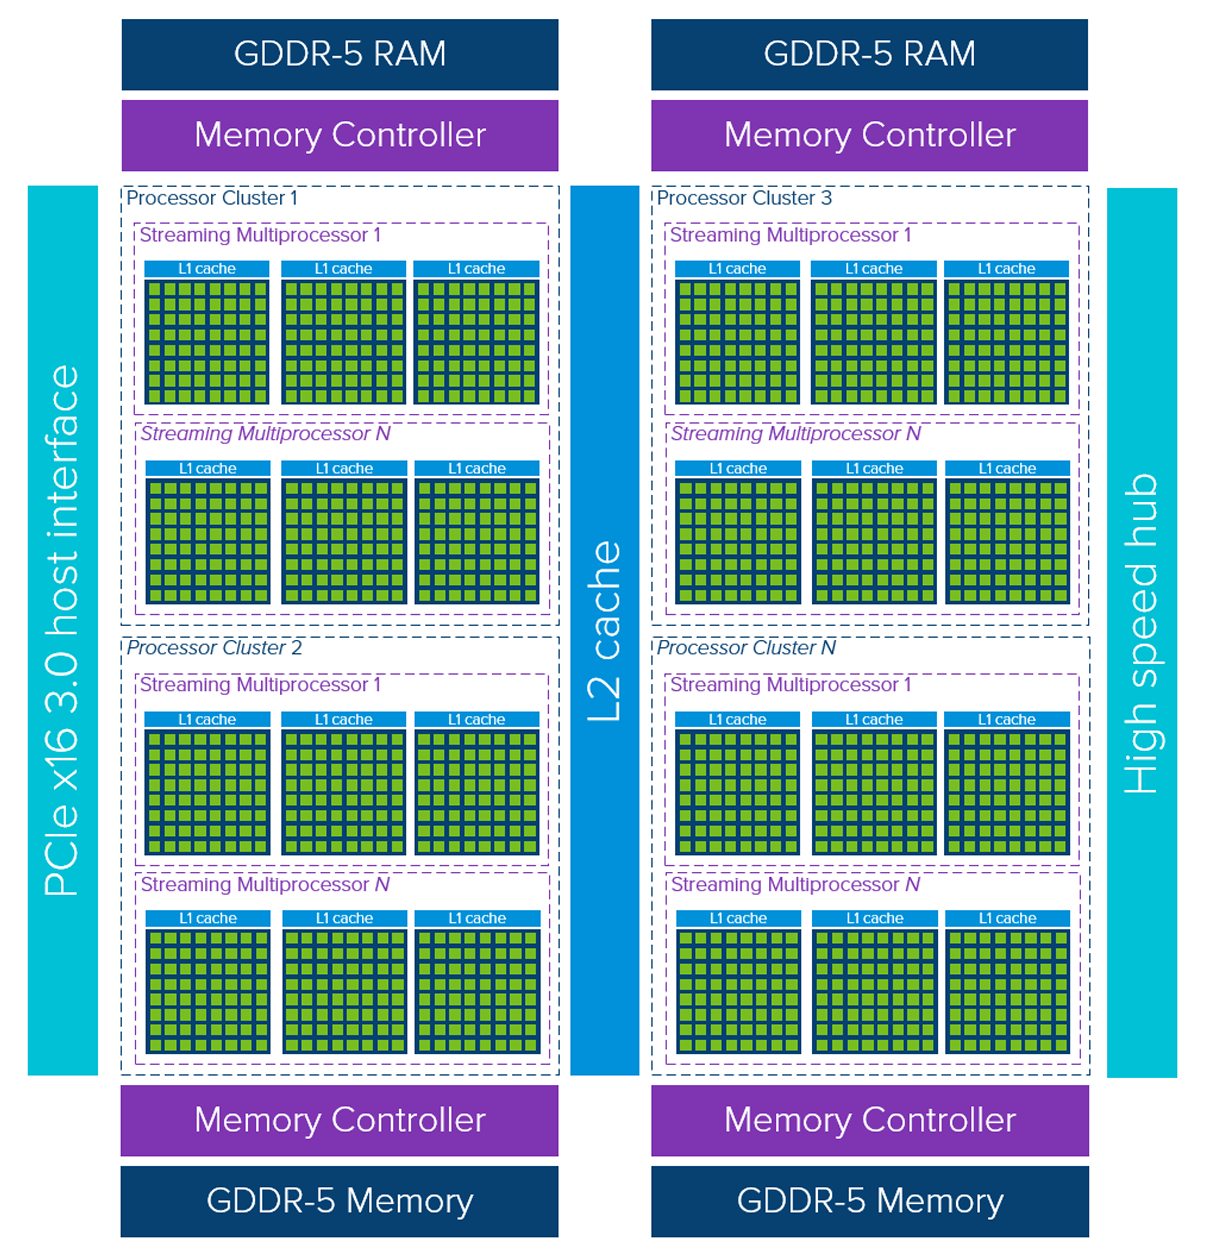 GDDR-5 RAM
GDDR-5 RAM
Memory Controller
Memory Controller
PCIe x16 3.0 host interface
Processor Cluster 1
Streaming Multiprocessor 1
L1 cache
L1 cache
L1 cache
Streaming Multiprocessor N
L1 cache
L1 cache
L1 cache
Processor Cluster 2
Streaming Multiprocessor 1
L1 cache
L1 cache
L1 cache
Streaming Multiprocessor N
L1 cache
L1 cache
L1 cache
L2 cache
Processor Cluster 3
Streaming Multiprocessor 1
L1 cache
L1 cache
L1 cache
Streaming Multiprocessor N
L1 cache
L1 cache
L1 cache
Processor Cluster N
Streaming Multiprocessor 1
L1 cache
L1 cache
L1 cache
Streaming Multiprocessor N
L1 cache
L1 cache
L1 cache
High speed hub
Memory Controller
Memory Controller
GDDR-5 Memory
GDDR-5 Memory